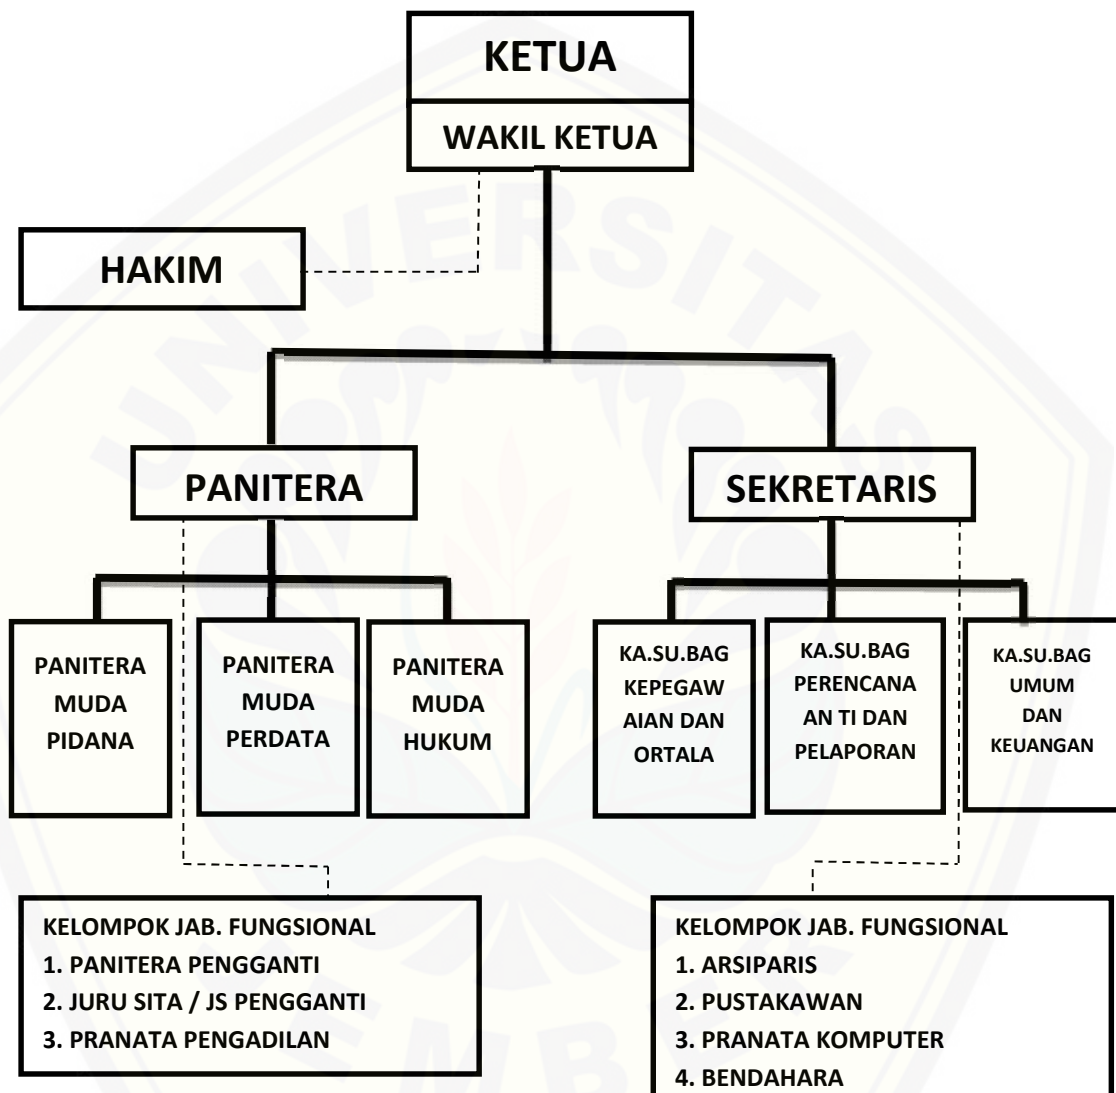 KETUA
WAKIL KETUA
HAKIM
PANITERA
SEKRETARIS
PANITERA
MUDA
PIDANA
PANITERA
MUDA
PERDATA
PANITERA
MUDA
HUKUM
KA.SU.BAG
KEPEGAW
AIAN DAN
ORTALA
KA.SU.BAG
PERENCANA
AN TI DAN
PELAPORAN
KA.SU.BAG
UMUM
DAN
KEUANGAN
KELOMPOK JAB. FUNGSIONAL
1. PANITERA PENGGANTI
2. JURU SITA / JS PENGGANTI
3. PRANATA PENGADILAN
KELOMPOK JAB. FUNGSIONAL
1. ARSIPARIS
2. PUSTAKAWAN
3. PRANATA KOMPUTER
4. BENDAHARA
UNIVERSITAS
JEMBER